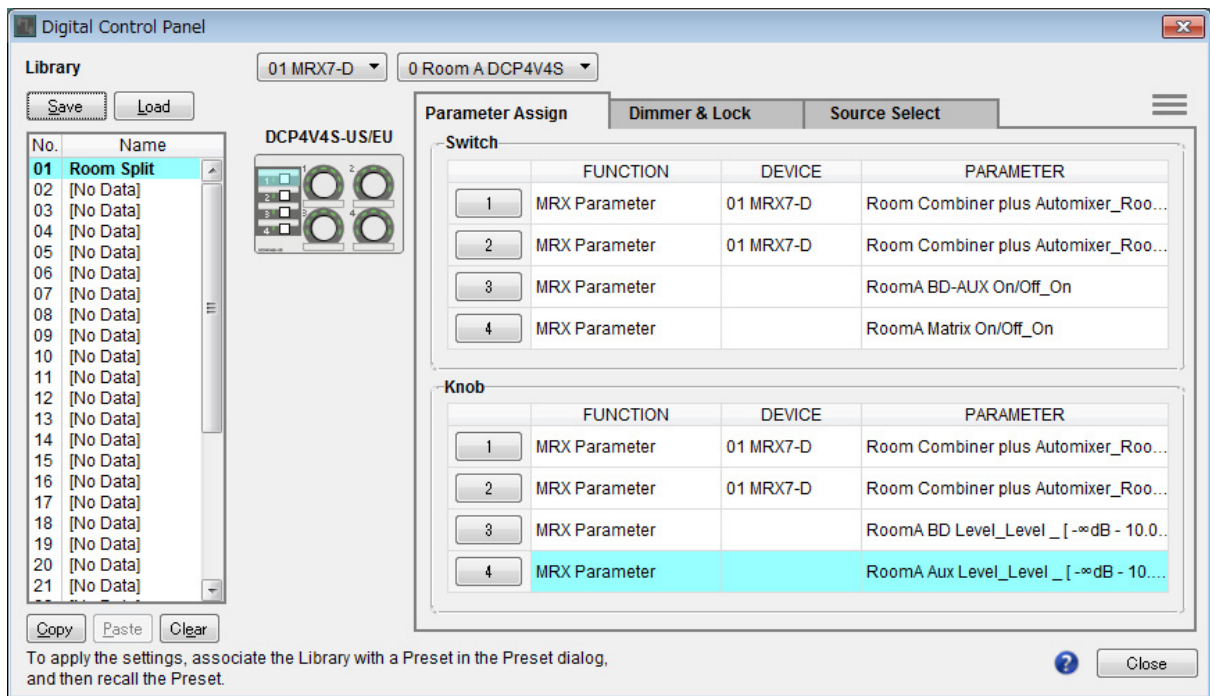 Digital Control Panel
Library
01 MRX7-D
0 Room A DCP4V4S
Save
Load
No. Name
01 Room Split
02 [No Data]
03 [No Data]
04 [No Data]
05 [No Data]
06 [No Data]
07 [No Data]
08 [No Data]
09 [No Data]
10 [No Data]
11 [No Data]
12 [No Data]
13 [No Data]
14 [No Data]
15 [No Data]
16 [No Data]
17 [No Data]
18 [No Data]
19 [No Data]
20 [No Data]
21 [No Data]
Copy
Paste
Clear
DCP4V4S-US/EU
1 2
1
2
3 3 4
4
Parameter Assign
Dimmer & Lock
Source Select
Switch
FUNCTION DEVICE PARAMETER
1 MRX Parameter 01 MRX7-D Room Combiner plus Automixer_Roo...
2 MRX Parameter 01 MRX7-D Room Combiner plus Automixer_Roo...
3 MRX Parameter RoomA BD-AUX On/Off_On
4 MRX Parameter RoomA Matrix On/Off_On
Knob
FUNCTION DEVICE PARAMETER
1 MRX Parameter 01 MRX7-D Room Combiner plus Automixer_Roo...
2 MRX Parameter 01 MRX7-D Room Combiner plus Automixer_Roo...
3 MRX Parameter RoomA BD Level_Level _ [ -∞dB - 10.0..
4 MRX Parameter RoomA Aux Level_Level _ [ -∞dB - 10....
To apply the settings, associate the Library with a Preset in the Preset dialog,
and then recall the Preset.
?
Close